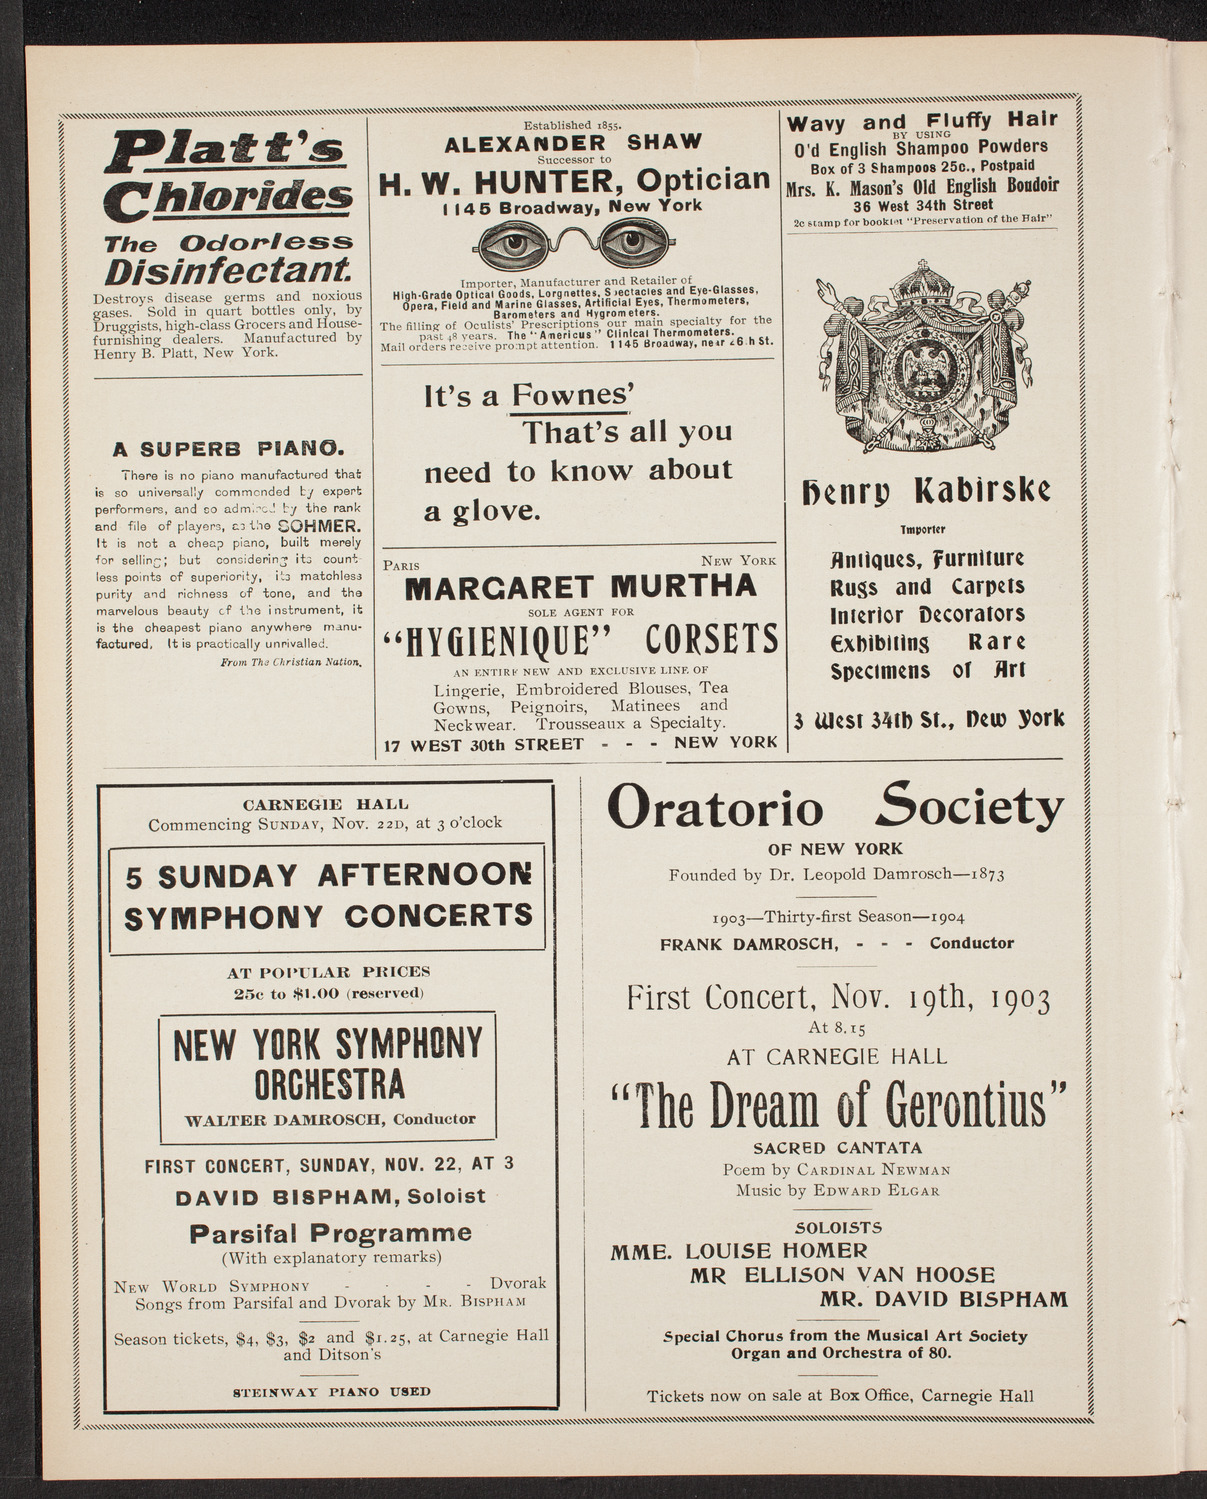 Platt's
Chlorides
The Odorless
Disinfectant.
Destroys disease germs and noxious
gases. Sold in quart bottles only, by
Druggists, high-class Grocers and House-
furnishing dealers. Manufactured by
Henry B. Platt, New York.
A SUPERB PIANO.
There is no piano manufactured that
is so universally commended by expert
performers, and so admired by the rank
and file of players, as the SOHMER.
It is not a cheap piano, built merely
for selling; but considering its count-
less points of superiority, its matchless
purity and richness of tone, and the
marvelous beauty of the instrument, it
is the cheapest piano anywhere manu-
factured. It is practically unrivalled.
From The Christian Nation.
Established 1855.
ALEXANDER SHAW
Successor to
H. W. HUNTER, Optician
1145 Broadway, New York
Importer, Manufacturer and Retailer of
High-Grade Optical Goods, Lorgnettes, Spectacles and Eye-Glasses,
Opera, Field and Marine Glasses, Artificial Eyes, Thermometers,
Barometers and Hygrometers.
The filling of Oculists' Prescriptions our main specialty for the
past 48 years. The "Americus" Clinical Thermometers.
Mail orders receive prompt attention. 1145 Broadway, near 26th St.
It's a Fownes'
That's all you
need to know about
a glove.
PARIS NEW YORK
MARGARET MURTHA
SOLE AGENT FOR
"HYGIENIQUE" CORSETS
AN ENTIRE NEW AND EXCLUSIVE LINE OF
Lingerie, Embroidered Blouses, Tea
Gowns, Peignoirs, Matinees and
Neckwear. Trousseaux a Specialty.
17 WEST 30th STREET - - - NEW YORK
Wavy and Fluffy Hair
BY USING
O'd English Shampoo Powders
Box of 3 Shampoos 25c., Postpaid
Mrs. K. Mason's Old English Boudoir
36 West 34th Street
2c stamp for booklet "Preservation of the Hair"
Henry Kabirske
Importer
Antiques, Furniture
Rugs and Carpets
Interior Decorators
Exhibiting Rare
Specimens of Art
3 West 34th St., New York
CARNEGIE HALL
Commencing SUNDAY, Nov. 22D, at 3 o'clock
5 SUNDAY AFTERNOON
SYMPHONY CONCERTS
AT POPULAR PRICES
25c to $1.00 (reserved)
NEW YORK SYMPHONY
ORCHESTRA
WALTER DAMROSCH, Conductor
FIRST CONCERT, SUNDAY, NOV. 22, AT 3
DAVID BISPHAM, Soloist
Parsifal Programme
(With explanatory remarks)
NEW WORLD SYMPHONY - - - - Dvorak
Songs from Parsifal and Dvorak by MR. BISPHAM
Season tickets, $4, $3, $2 and $1.25, at Carnegie Hall
and Ditson's
STEINWAY PIANO USED
Oratorio Society
OF NEW YORK
Founded by Dr. Leopold Damrosch—1873
1903—Thirty-first Season—1904
FRANK DAMROSCH, - - - Conductor
First Concert, Nov. 19th, 1903
At 8.15
AT CARNEGIE HALL
"The Dream of Gerontius"
SACRED CANTATA
Poem by CARDINAL NEWMAN
Music by EDWARD ELGAR
SOLOISTS
MME. LOUISE HOMER
MR ELLISON VAN HOOSE
MR. DAVID BISPHAM
Special Chorus from the Musical Art Society
Organ and Orchestra of 80.
Tickets now on sale at Box Office, Carnegie Hall